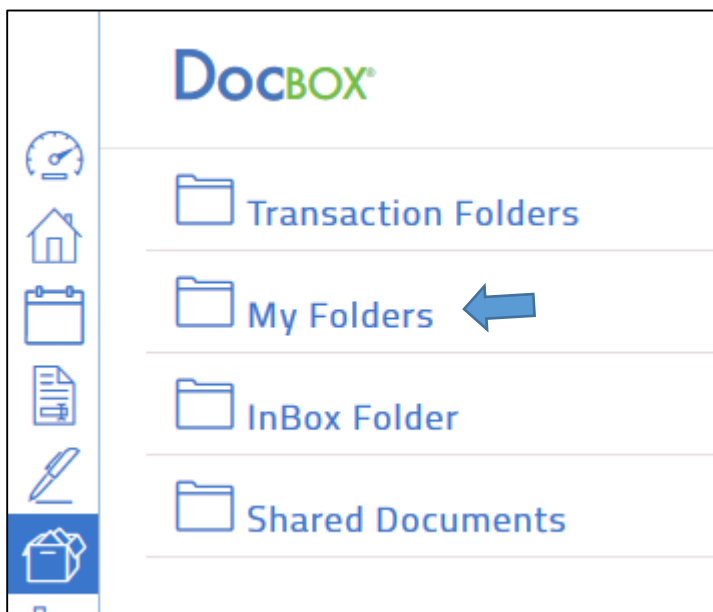 DOCBOX®
Transaction Folders
My Folders
InBox Folder
Shared Documents